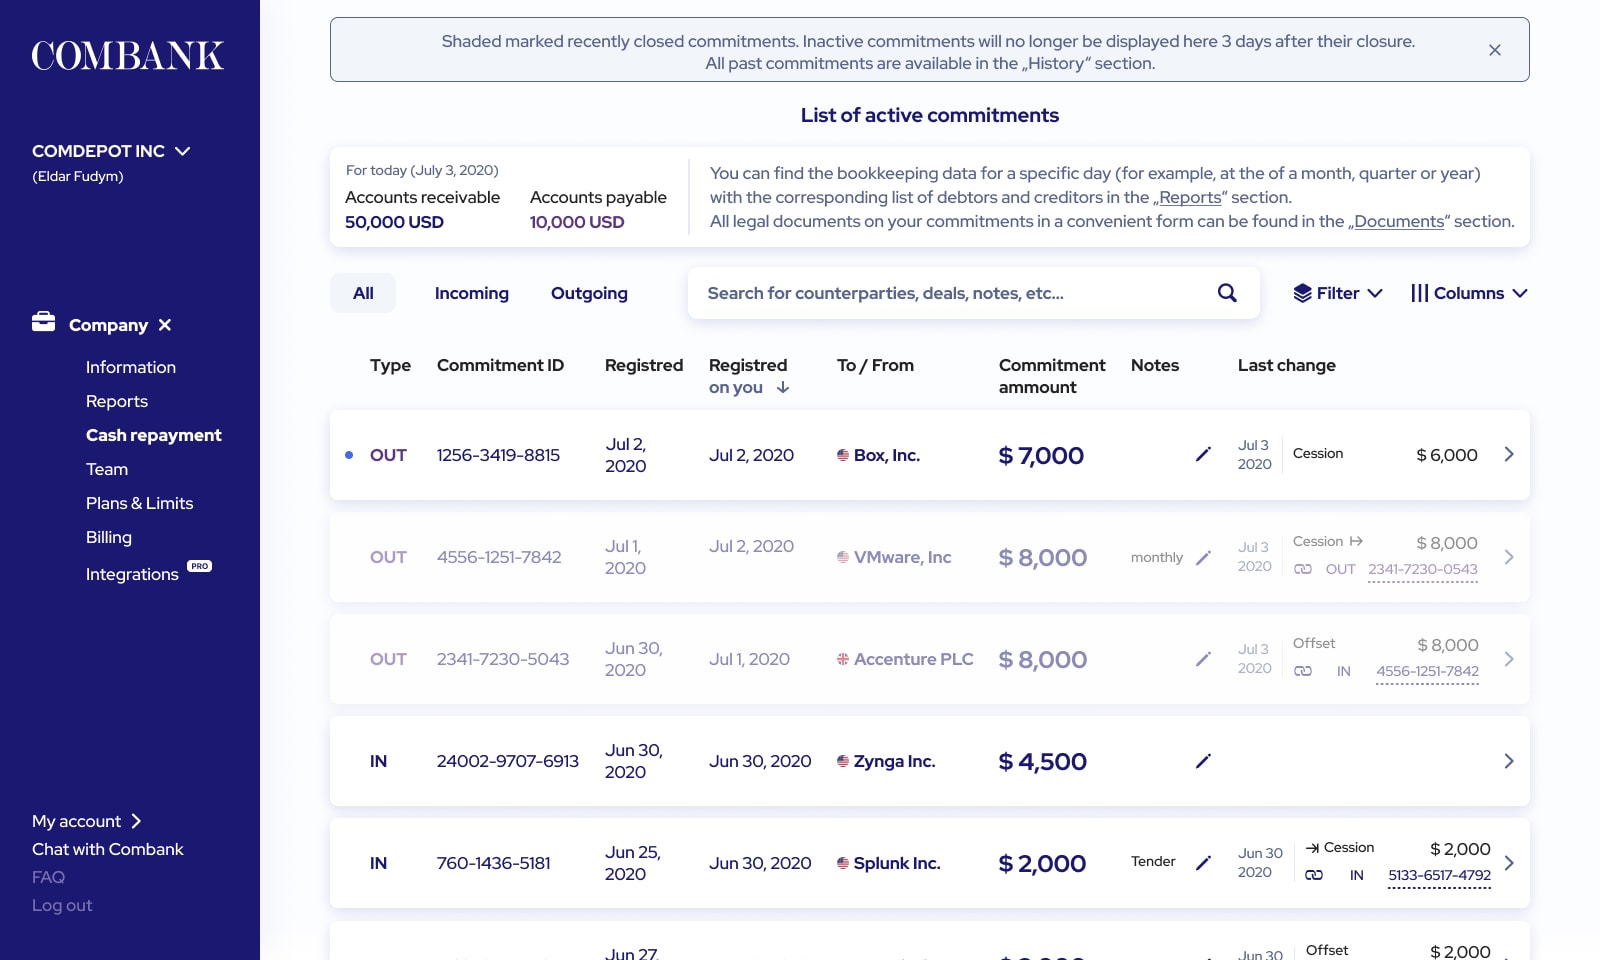 COMBANK
COMDEPOT INC
(Eldar Fudym)
Company
Information
Reports
Cash repayment
Team
Plans & Limits
Billing
Integrations PRO
My account
Chat with Combank
FAQ
Log out
Shaded marked recently closed commitments. Inactive commitments will no longer be displayed here 3 days after their closure.
All past commitments are available in the „History“ section.
List of active commitments
For today (July 3, 2020)
Accounts receivable
50,000 USD
Accounts payable
10,000 USD
You can find the bookkeeping data for a specific day (for example, at the of a month, quarter or year)
with the corresponding list of debtors and creditors in the „Reports“ section.
All legal documents on your commitments in a convenient form can be found in the „Documents“ section.
All Incoming Outgoing
Search for counterparties, deals, notes, etc...
Filter
Columns
Type
Commitment ID
Registred
Registred
on you
To / From
Commitment
ammount
Notes
Last change
OUT
1256-3419-8815
Jul 2,
2020
Jul 2, 2020
Box, Inc.
$ 7,000
Jul 3
2020
Cession
$ 6,000
OUT
4556-1251-7842
Jul 1,
2020
Jul 2, 2020
VMware, Inc
$ 8,000
monthly
Jul 3
2020
Cession
$ 8,000
OUT
2341-7230-0543
OUT
2341-7230-5043
Jun 30,
2020
Jul 1, 2020
Accenture PLC
$ 8,000
Jul 3
2020
Offset
$ 8,000
IN
4556-1251-7842
IN
24002-9707-6913
Jun 30,
2020
Jun 30, 2020
Zynga Inc.
$ 4,500
IN
760-1436-5181
Jun 25,
2020
Jun 30, 2020
Splunk Inc.
$ 2,000
Tender
Jun 30
2020
Cession
$ 2,000
IN
5133-6517-4792
Jun 27,
Jun 30
Offset
$ 2,000